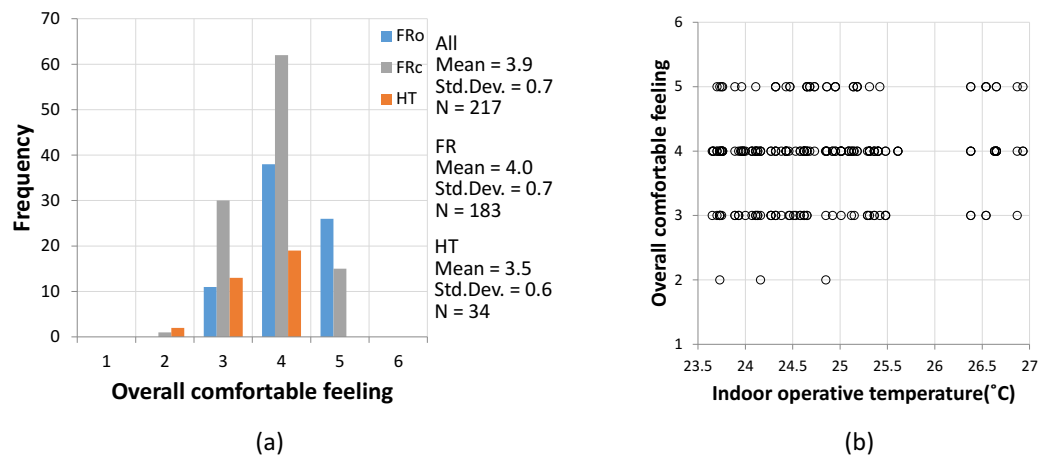 70
60
50
40
30
20
10
0
Frequency
1 2 3 4 5 6
Overall comfortable feeling
FRo
FRc
HT
All
Mean = 3.9
Std.Dev. = 0.7
N = 217
FR
Mean = 4.0
Std.Dev. = 0.7
N = 183
HT
Mean = 3.5
Std.Dev. = 0.6
N = 34
(a)
6
5
4
3
2
1
Overall comfortable feeling
23.5 24 24.5 25 25.5 26 26.5 27
Indoor operative temperature(˚C)
(b)